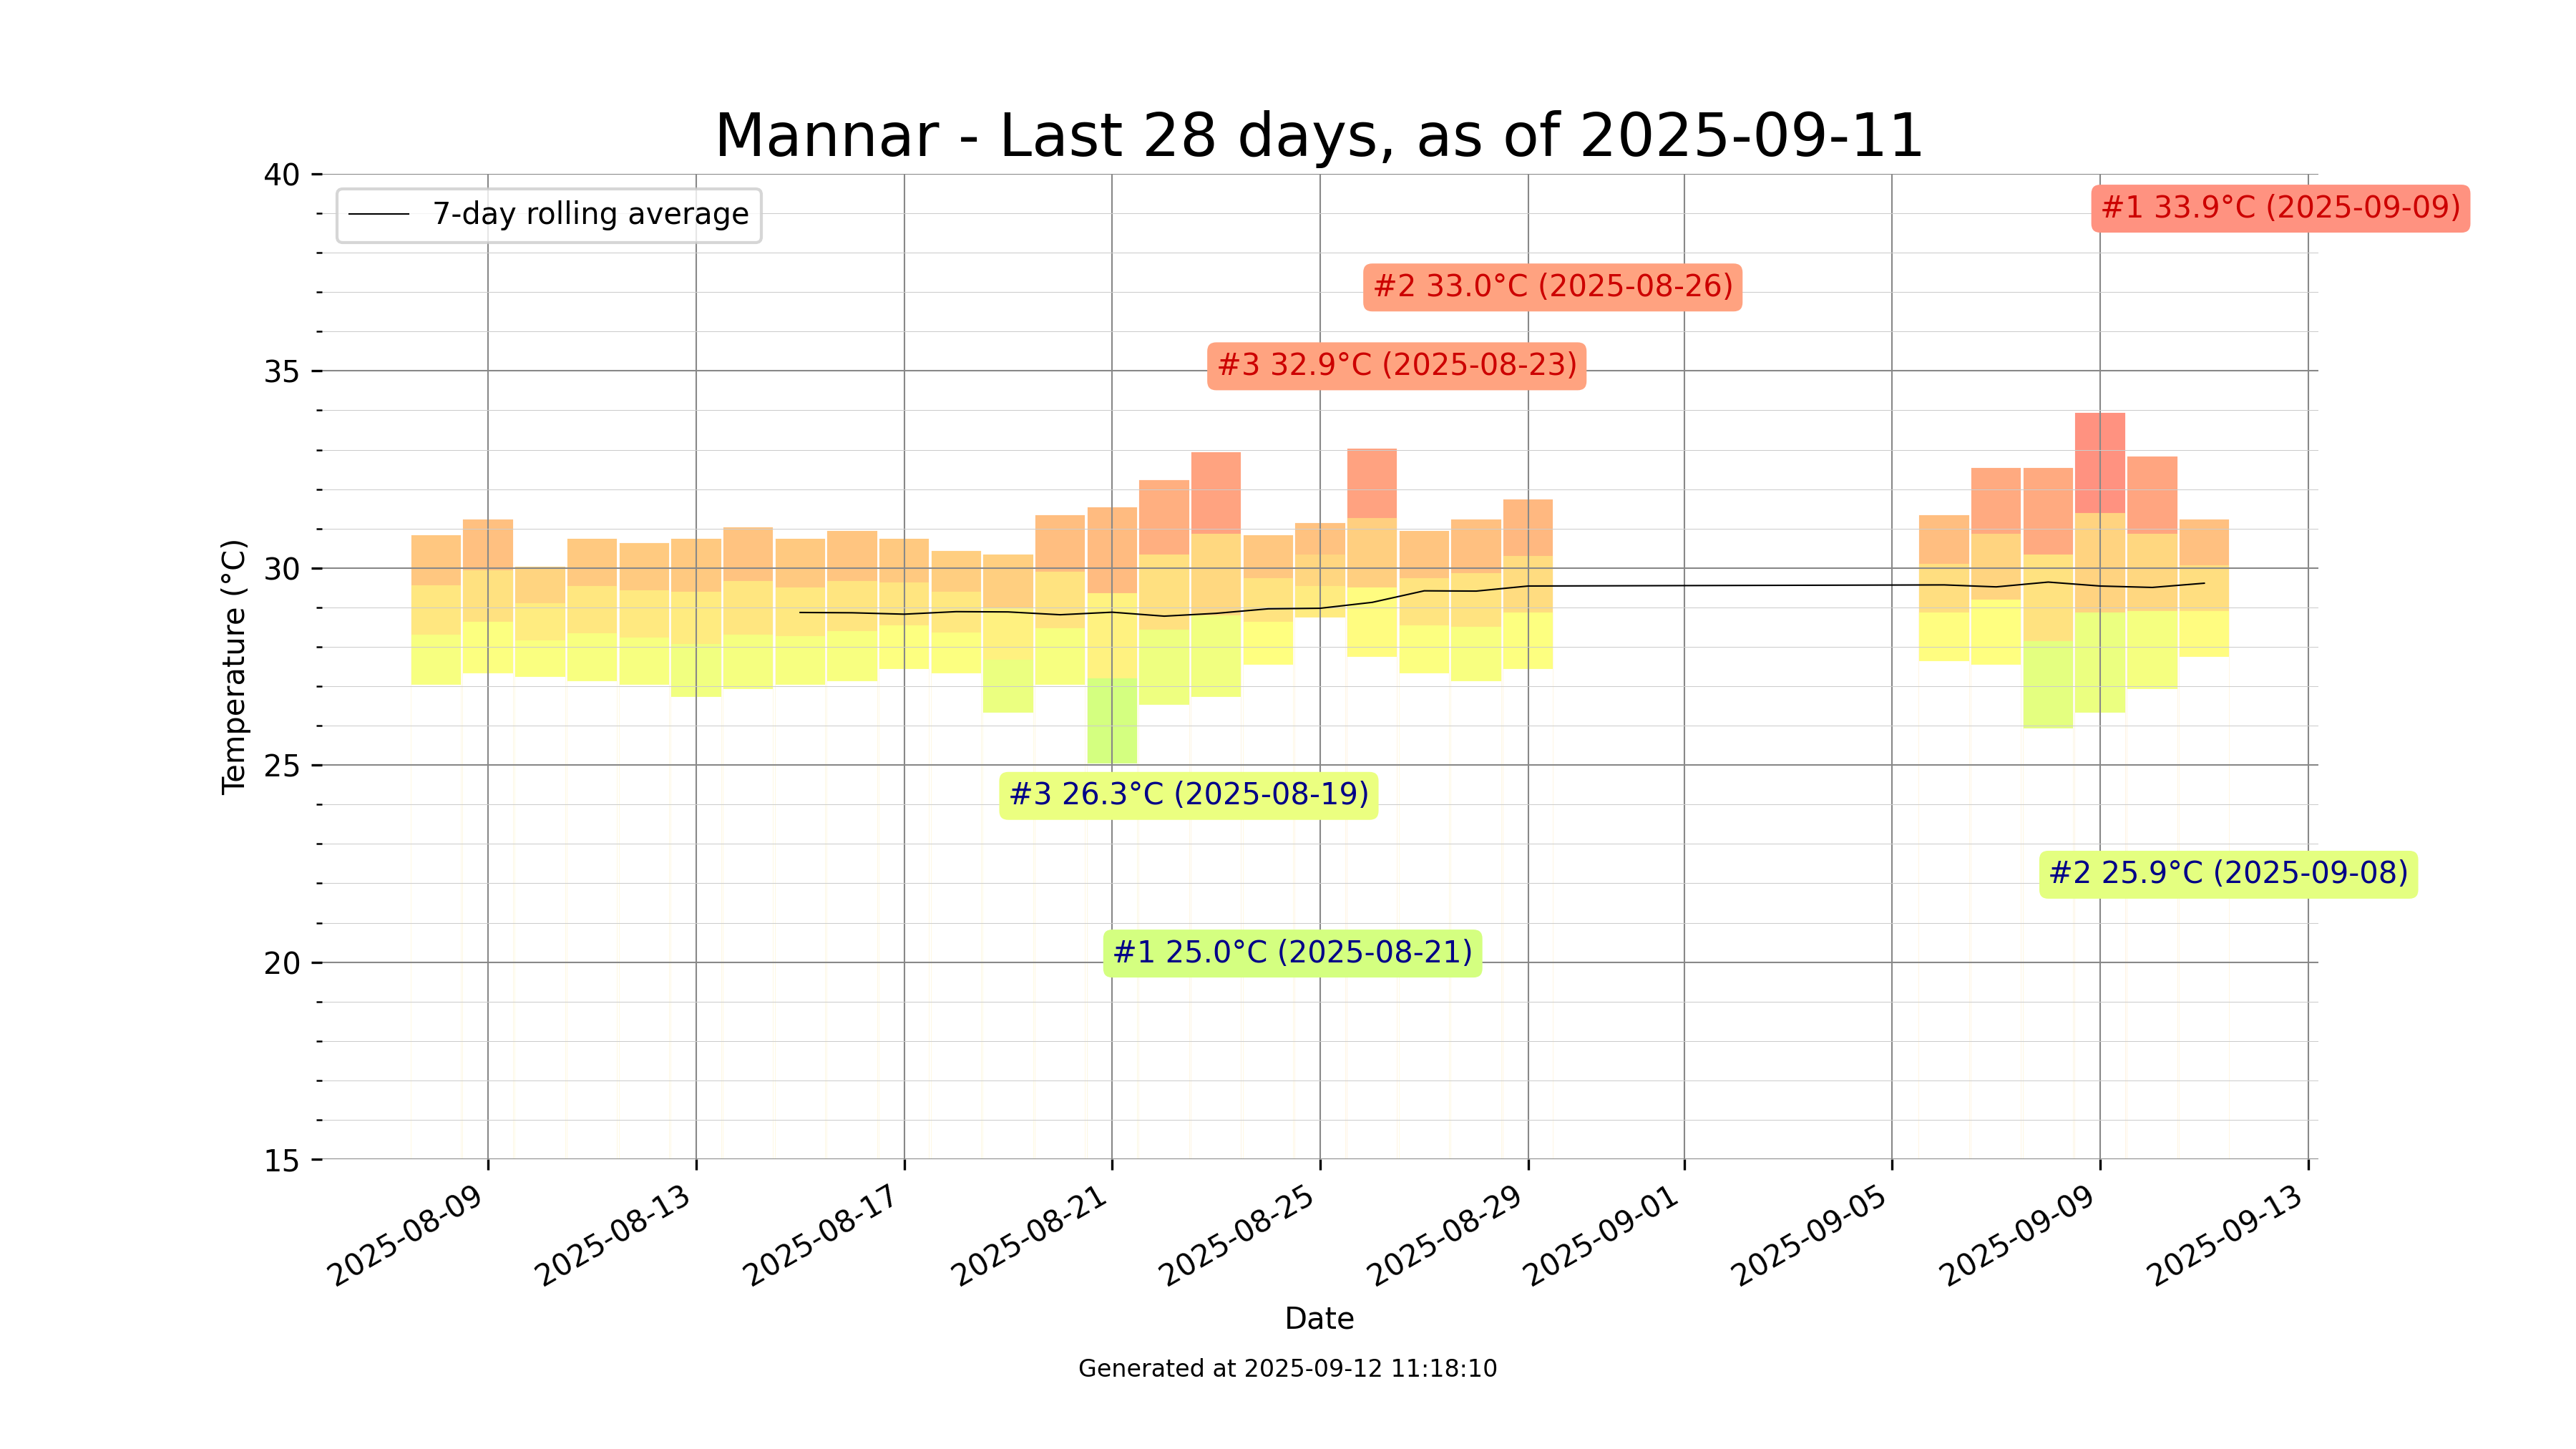 Mannar - Last 28 days, as of 2025-09-11
40
7-day rolling average
#1 33.9°C (2025-09-09)
#2 33.0°C (2025-08-26)
35
#3 32.9°C (2025-08-23)
30
Temperature (°C)
25
#3 26.3°C (2025-08-19)
#2 25.9°C (2025-09-08)
#1 25.0°C (2025-08-21)
20
15
2025-08-09
2025-08-13
2025-08-17
2025-08-21
2025-08-25
2025-08-29
2025-09-01
2025-09-05
2025-09-09
2025-09-13
Date
Generated at 2025-09-12 11:18:10